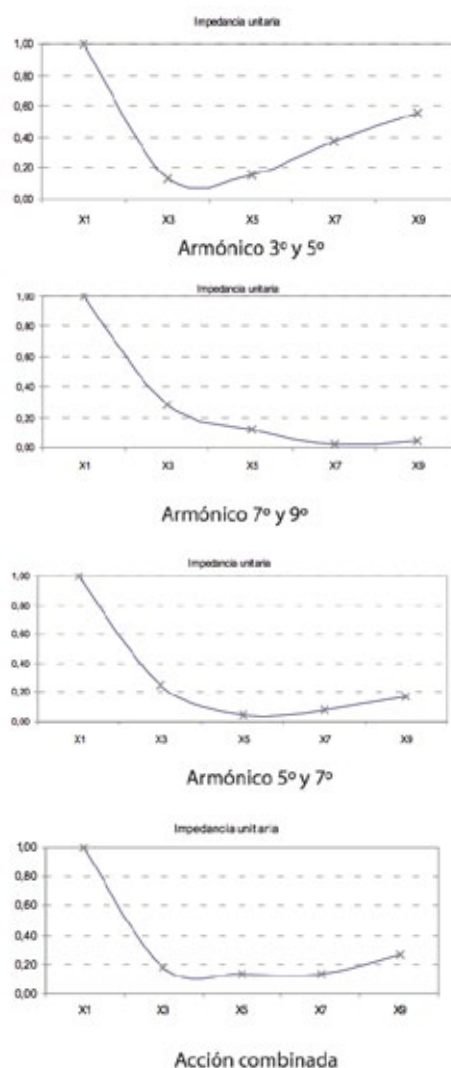 Impedancia unitaria
1,00
0,80
0,60
0,40
0,20
0,00
X1 X3 X5 X7 X9
Armónico 3º y 5º
Impedancia unitaria
1,00
0,80
0,60
0,40
0,20
0,00
X1 X3 X5 X7 X9
Armónico 7º y 9º
Impedancia unitaria
1,00
0,80
0,60
0,40
0,20
0,00
X1 X3 X5 X7 X9
Armónico 5º y 7º
Impedancia unitaria
1,00
0,80
0,60
0,40
0,20
0,00
X1 X3 X5 X7 X9
Acción combinada